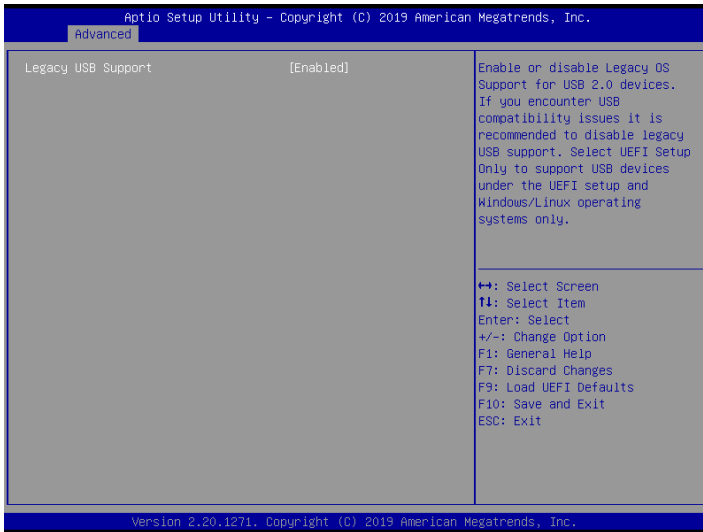 Aptio Setup Utility – Copyright (C) 2019 American Megatrends, Inc.
Advanced
Legacy USB Support [Enabled]
Enable or disable Legacy OS
Support for USB 2.0 devices.
If you encounter USB
compatibility issues it is
recommended to disable legacy
USB support. Select UEFI Setup
Only to support USB devices
under the UEFI setup and
Windows/Linux operating
systems only.
↔: Select Screen
↑↓: Select Item
Enter: Select
+/-: Change Option
F1: General Help
F7: Discard Changes
F9: Load UEFI Defaults
F10: Save and Exit
ESC: Exit
Version 2.20.1271. Copyright (C) 2019 American Megatrends, Inc.